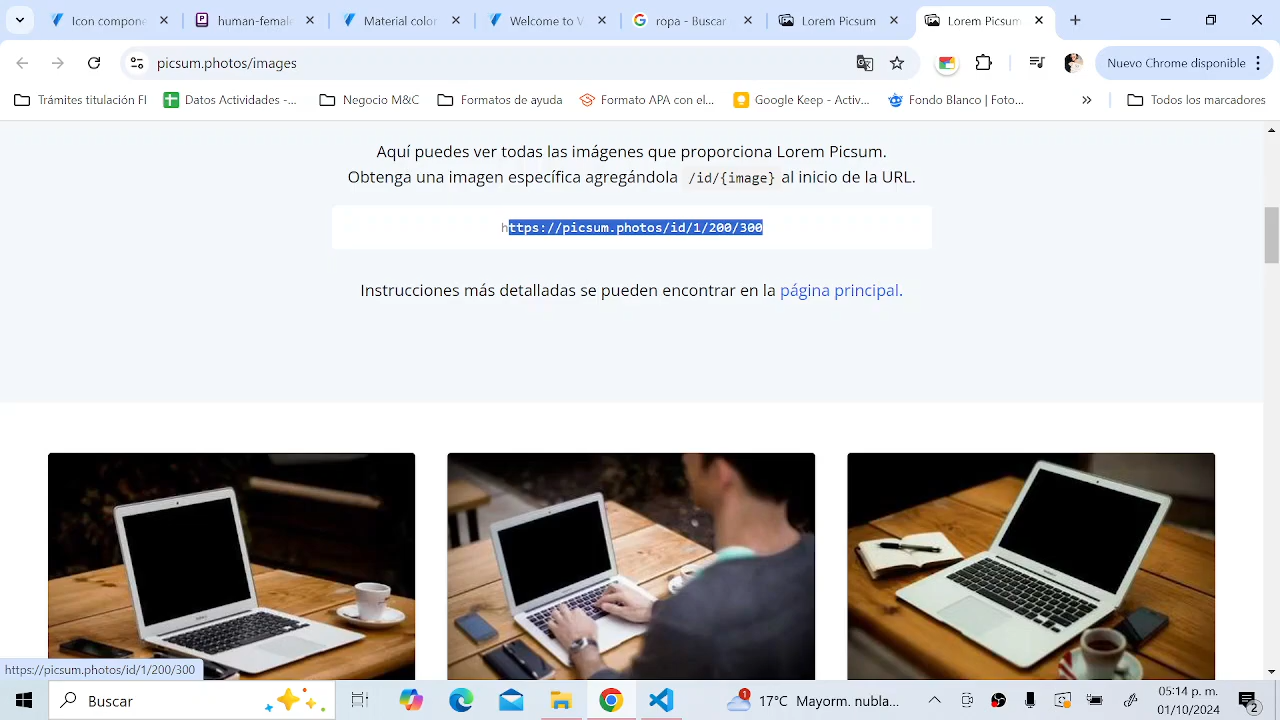 Icon compone
heman-female
Material color
Welcome to V
ropa - Buscar
Lorem Picsum
Lorem Picsum
picsum.photos/images
Nuevo Chrome disponible
Trámites titulación FI
Datos Actividades -...
Negocio M&C
Formatos de ayuda
Formato APA con el...
Google Keep - Activ...
Fondo Blanco | Foto...
Todos los marcadores
Aquí puedes ver todas las imágenes que proporciona Lorem Picsum.
Obtenga una imagen específica agregándola /id/{image} al inicio de la URL.
https://picsum.photos/id/1/200/300
Instrucciones más detalladas se pueden encontrar en la página principal.
https://picsum.photos/id/1/200/300
Buscar
1
17°C Mayorm. nubla...
05:14 p. m.
01/10/2024
2